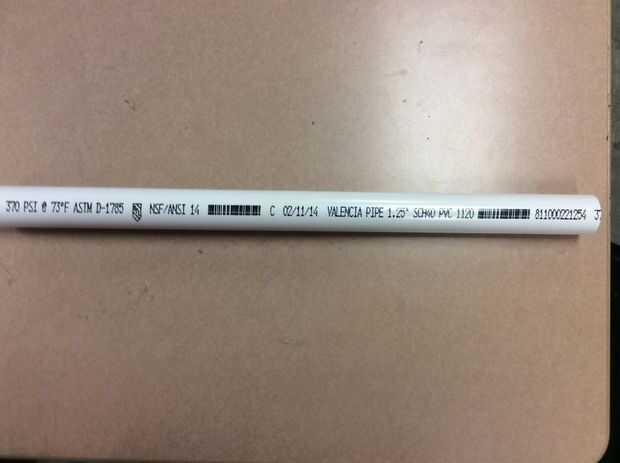 370 PSI @ 73°F ASTM D-1785 NSF/ANSI 14 C 02/11/14 VALENCIA PIPE 1.25" SCH40 PVC 1120 811000221254 37